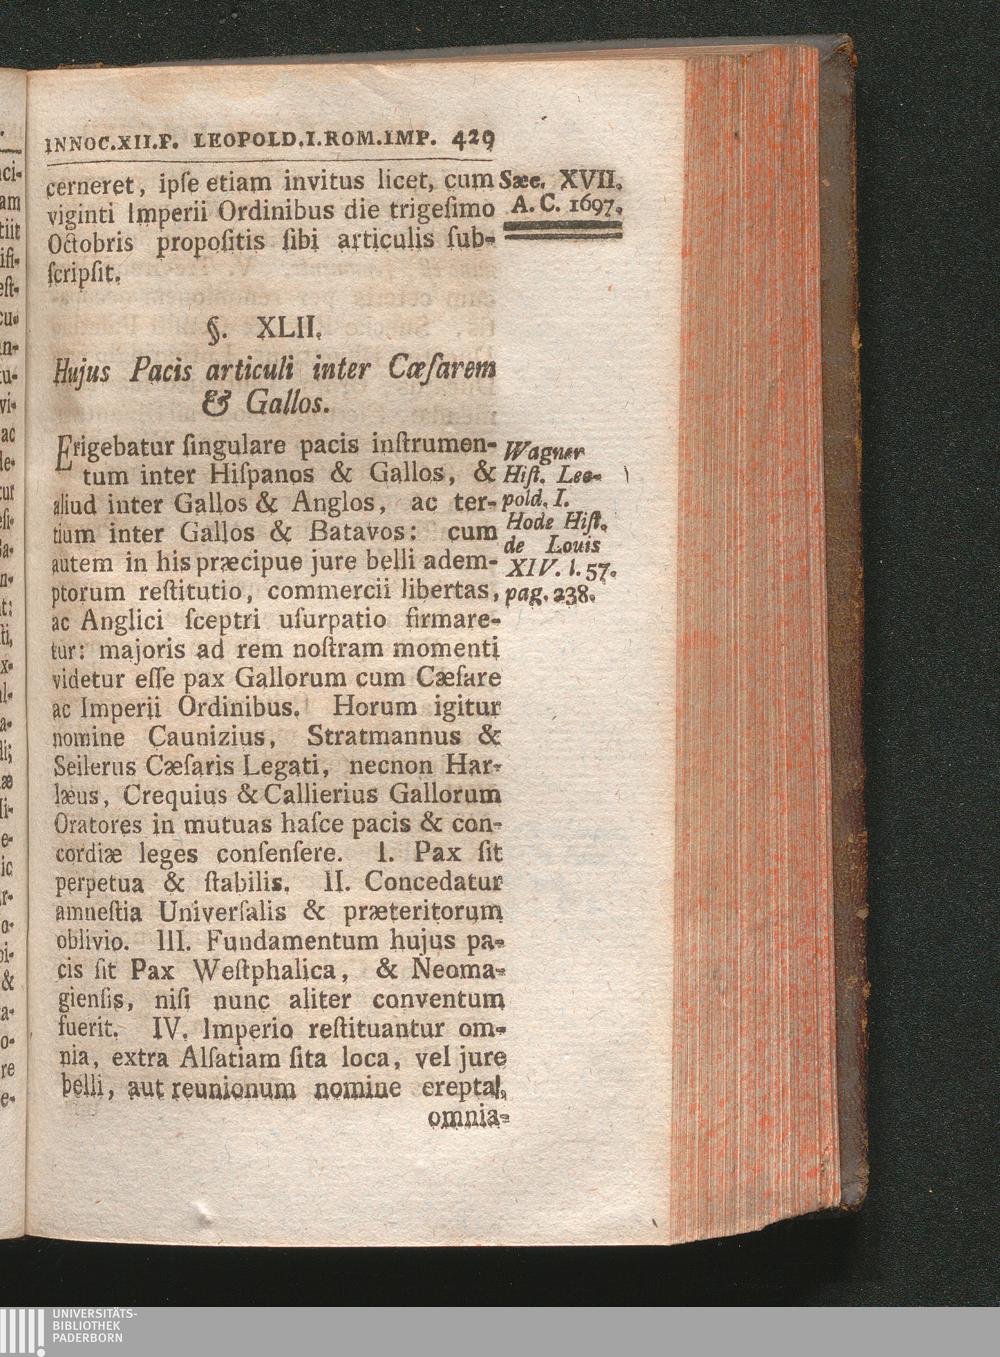 INNOC.XII.P. LEOPOLD.I.ROM.IMP. 429
cerneret, ipſe etiam invitus licet, cum
viginti Imperii Ordinibus die trigeſimo
Octobris propoſitis ſibi articulis ſub-
ſcripſit.
Sæc. XVII.
A. C. 1697.
§. XLII.
Hujus Pacis articuli inter Cæſarem
& Gallos.
Erigebatur ſingulare pacis inſtrumen-
tum inter Hiſpanos & Gallos, &
aliud inter Gallos & Anglos, ac ter-
tium inter Gallos & Batavos: cum
autem in his præcipue jure belli adem-
ptorum reſtitutio, commercii libertas,
ac Anglici ſceptri uſurpatio firmare-
tur: majoris ad rem noſtram momenti
videtur eſſe pax Gallorum cum Cæſare
ac Imperii Ordinibus. Horum igitur
nomine Caunizius, Stratmannus &
Seilerus Cæſaris Legati, necnon Har-
læus, Crequius & Callierius Gallorum
Oratores in mutuas haſce pacis & con-
cordiæ leges conſenſere. I. Pax ſit
perpetua & ſtabilis. II. Concedatur
amneſtia Univerſalis & præteritorum
oblivio. III. Fundamentum hujus pa-
cis ſit Pax Weſtphalica, & Neoma-
gienſis, niſi nunc aliter conventum
fuerit. IV. Imperio reſtituantur om-
nia, extra Alſatiam ſita loca, vel jure
belli, aut reunionum nomine erepta,
omnia-
Wagner
Hiſt. Leo-
pold. I.
Hode Hiſt.
de Louis
XIV. l. 57.
pag. 238.
UNIVERSITÄTS-
BIBLIOTHEK
PADERBORN